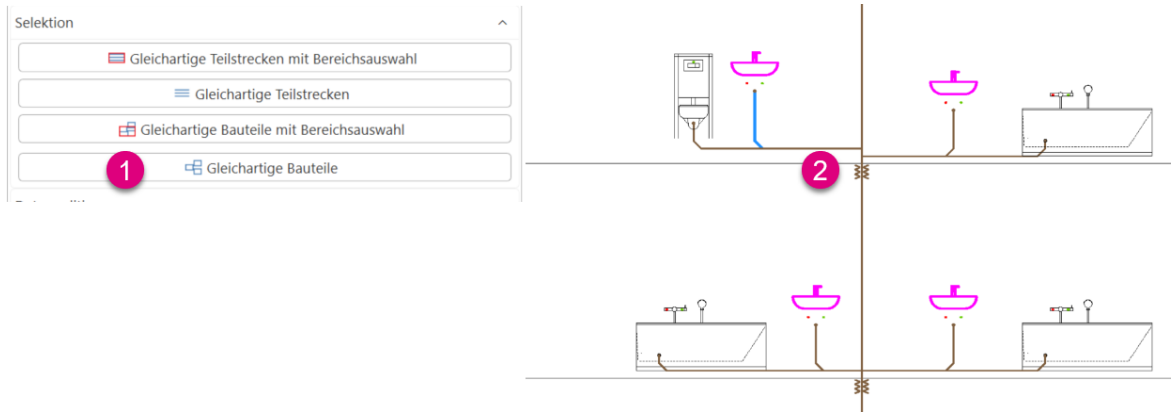 Selektion
Gleichartige Teilstrecken mit Bereichsauswahl
Gleichartige Teilstrecken
Gleichartige Bauteile mit Bereichsauswahl
1 Gleichartige Bauteile
2